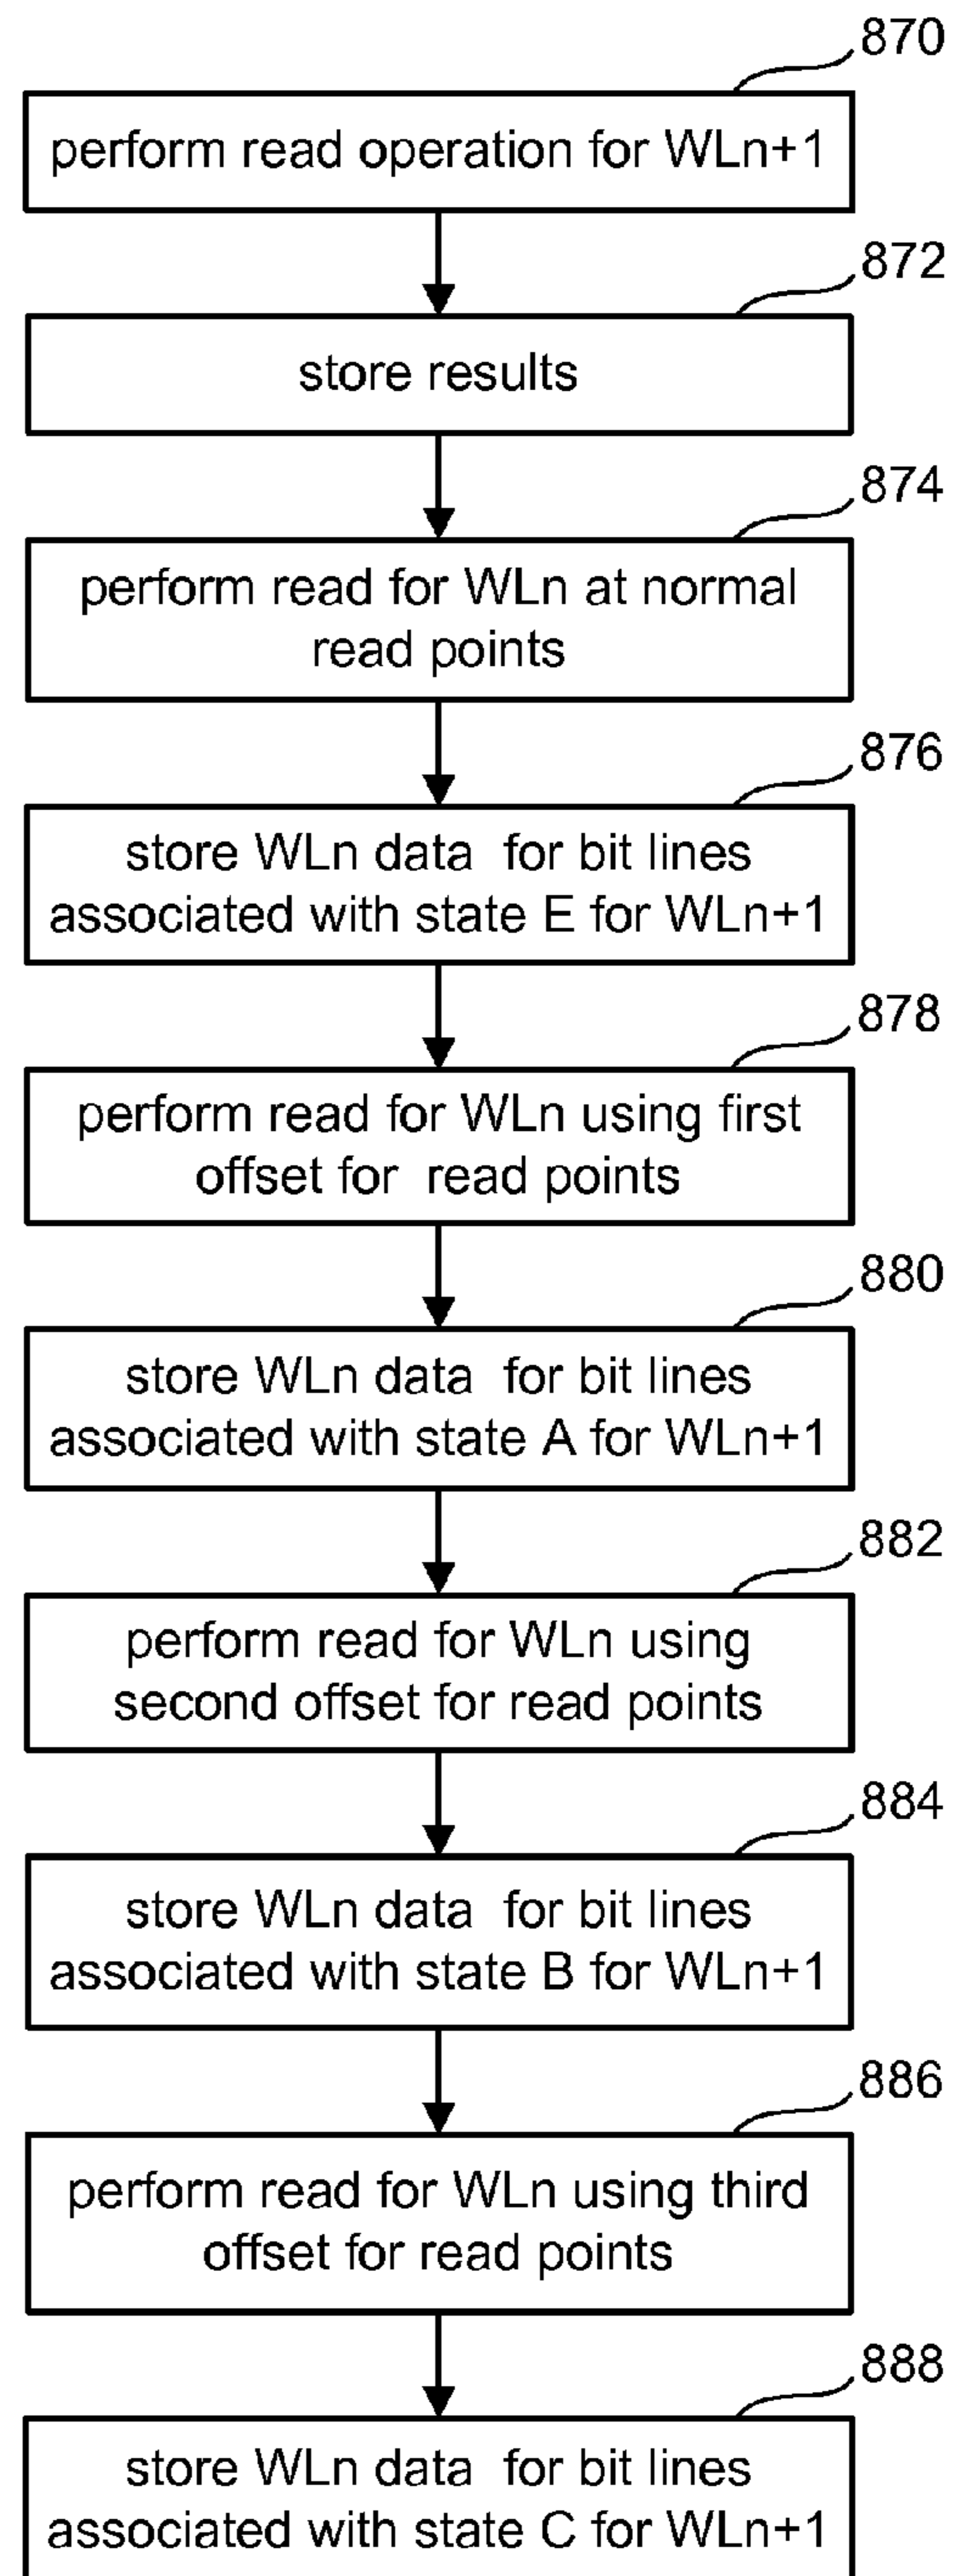 870
perform read operation for WLn+1
872
store results
874
perform read for WLn at normal
read points
876
store WLn data for bit lines
associated with state E for WLn+1
878
perform read for WLn using first
offset for read points
880
store WLn data for bit lines
associated with state A for WLn+1
882
perform read for WLn using
second offset for read points
884
store WLn data for bit lines
associated with state B for WLn+1
886
perform read for WLn using third
offset for read points
888
store WLn data for bit lines
associated with state C for WLn+1